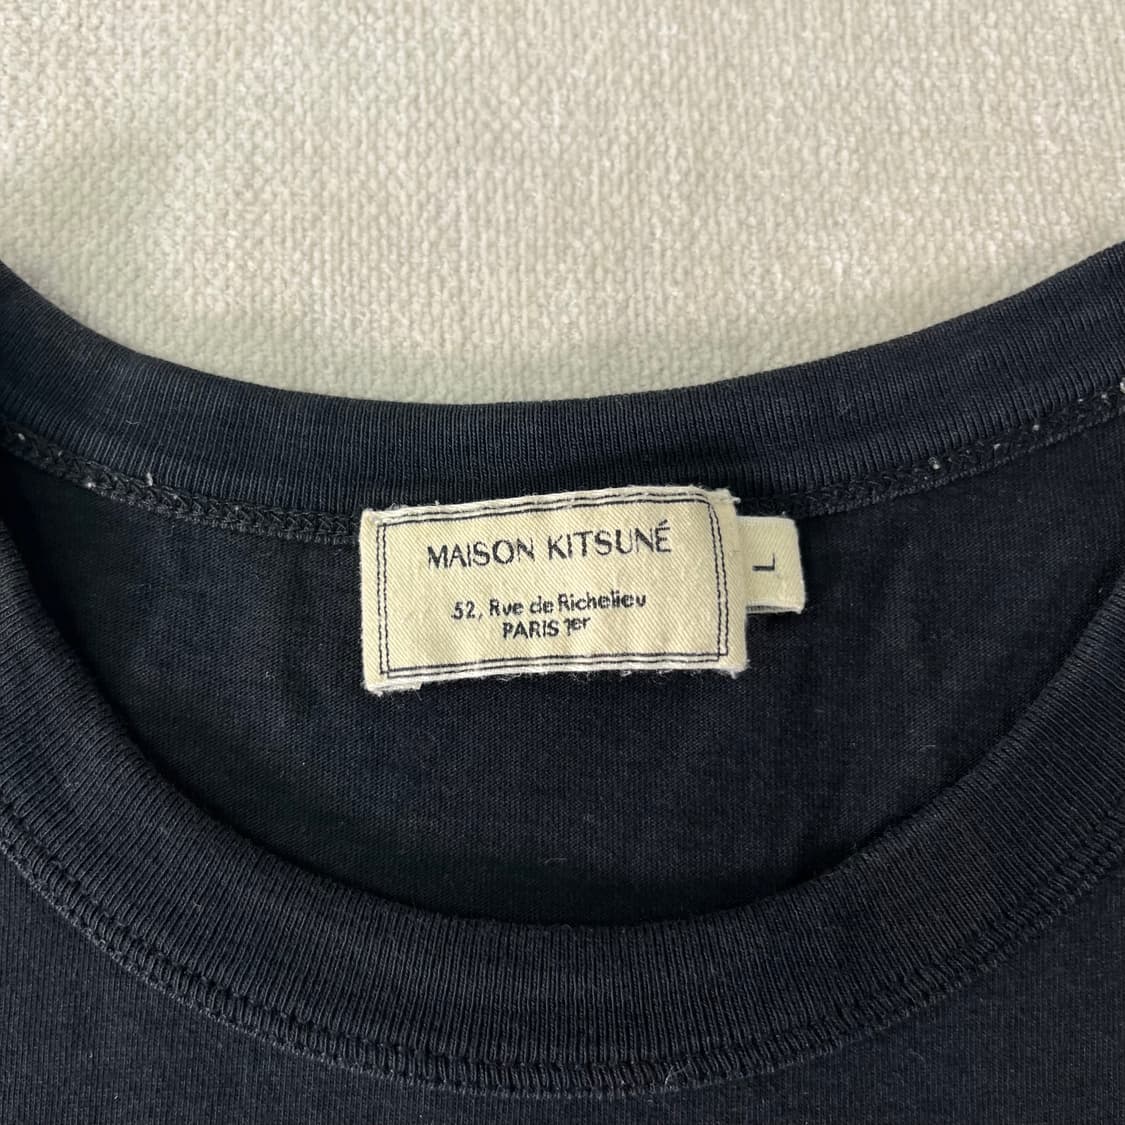 MAISON KITSUNÉ
52, Rue de Richelieu
PARIS 1er
L